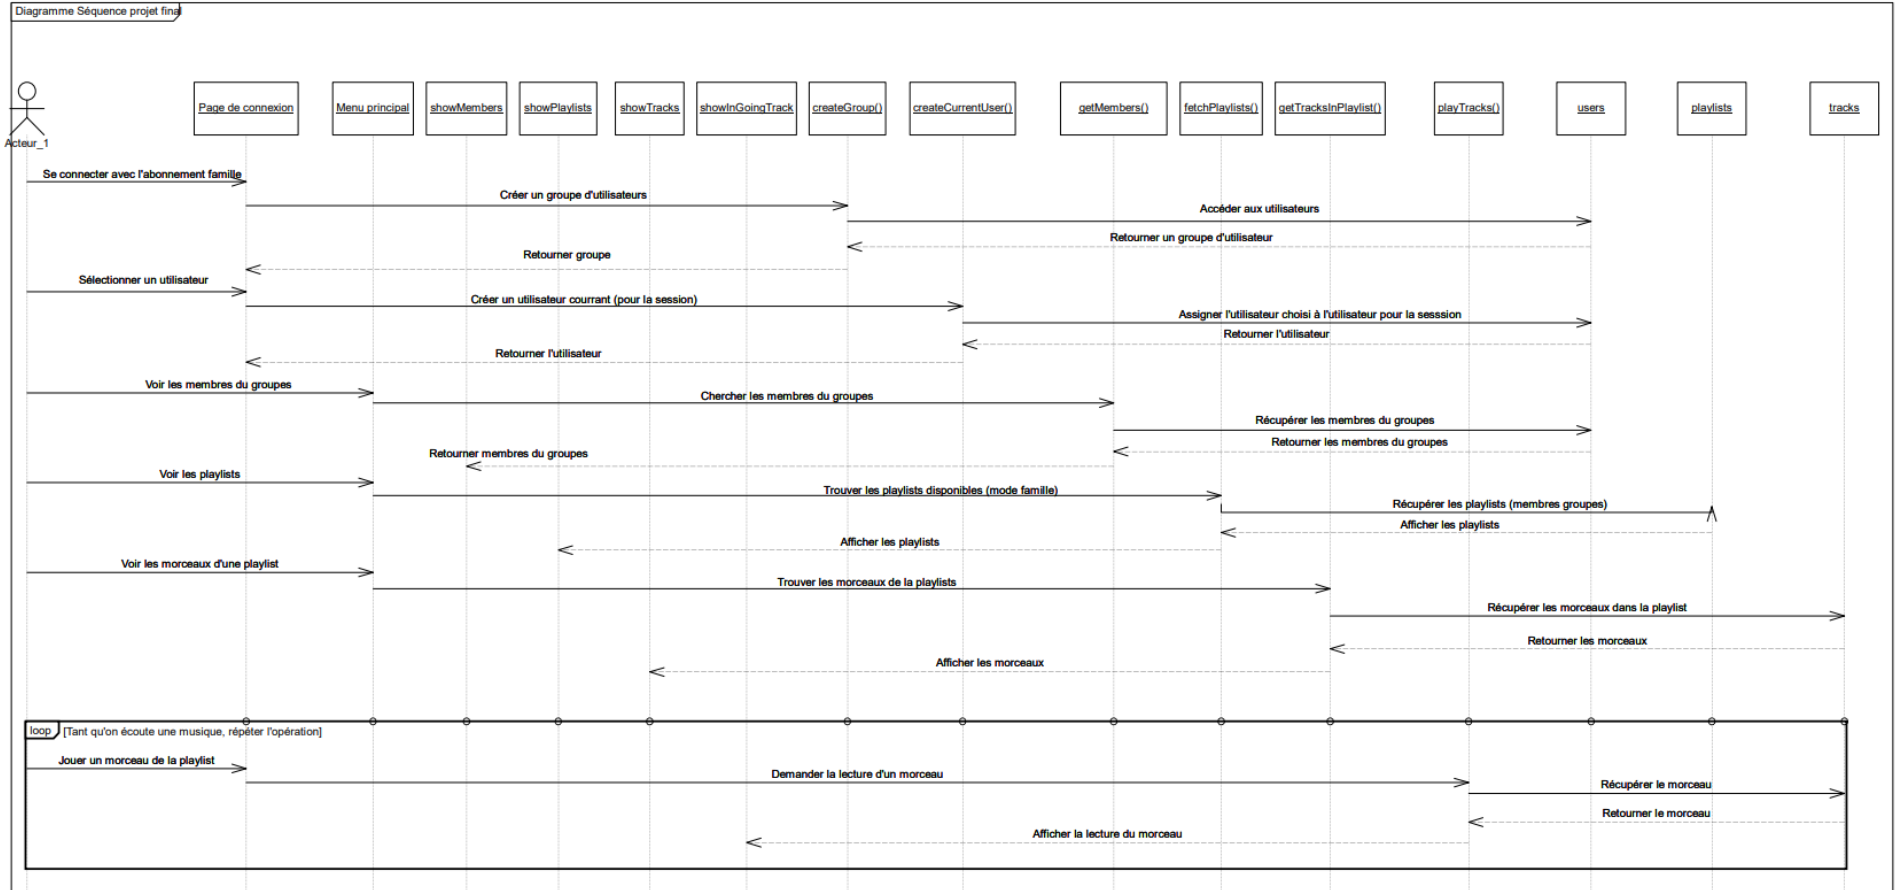 Diagramme Séquence projet final
Acteur_1
Page de connexion
Menu principal
showMembers
showPlaylists
showTracks
showInGoingTrack
createGroup()
createCurrentUser()
getMembers()
fetchPlaylists()
getTracksInPlaylist()
playTracks()
users
playlists
tracks
Se connecter avec l'abonnement famille
Créer un groupe d'utilisateurs
Accéder aux utilisateurs
Retourner un groupe d'utilisateur
Retourner groupe
Sélectionner un utilisateur
Créer un utilisateur courrant (pour la session)
Assigner l'utilisateur choisi à l'utilisateur pour la sesssion
Retourner l'utilisateur
Retourner l'utilisateur
Voir les membres du groupes
Chercher les membres du groupes
Récupérer les membres du groupes
Retourner les membres du groupes
Retourner membres du groupes
Voir les playlists
Trouver les playlists disponibles (mode famille)
Récupérer les playlists (membres groupes)
Afficher les playlists
Afficher les playlists
Voir les morceaux d'une playlist
Trouver les morceaux de la playlists
Récupérer les morceaux dans la playlist
Retourner les morceaux
Afficher les morceaux
loop
[Tant qu'on écoute une musique, répéter l'opération]
Jouer un morceau de la playlist
Demander la lecture d'un morceau
Récupérer le morceau
Retourner le morceau
Afficher la lecture du morceau